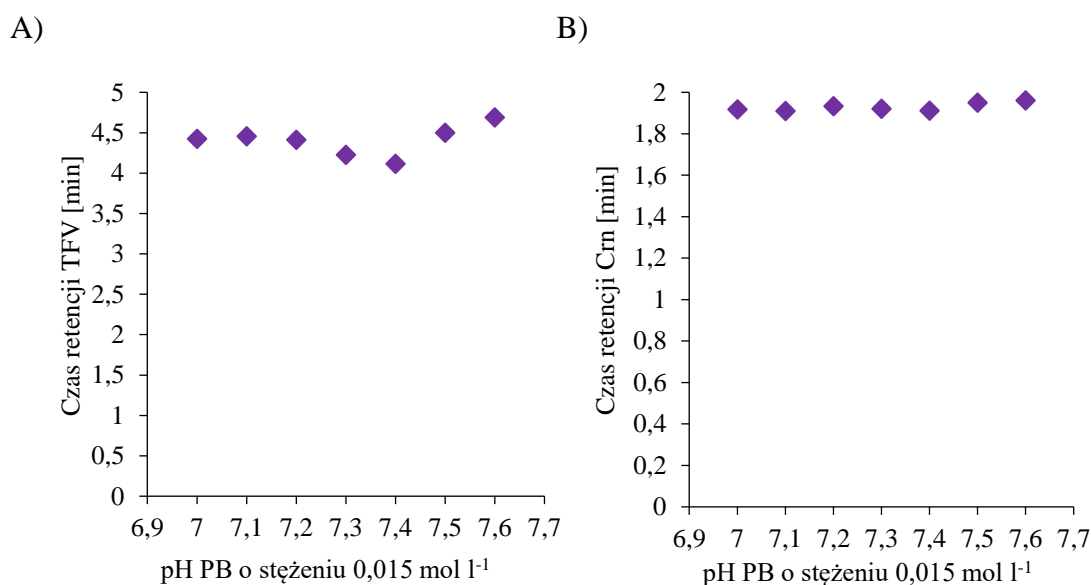 A)
B)
5
4,5
4
3,5
3
2,5
2
1,5
1
0,5
0
Czas retencji TFV [min]
6,9 7 7,1 7,2 7,3 7,4 7,5 7,6 7,7
pH PB o stężeniu 0,015 mol l-1
2
1,8
1,6
1,4
1,2
1
0,8
0,6
0,4
0,2
0
Czas retencji Crn [min]
6,9 7 7,1 7,2 7,3 7,4 7,5 7,6 7,7
pH PB o stężeniu 0,015 mol l-1